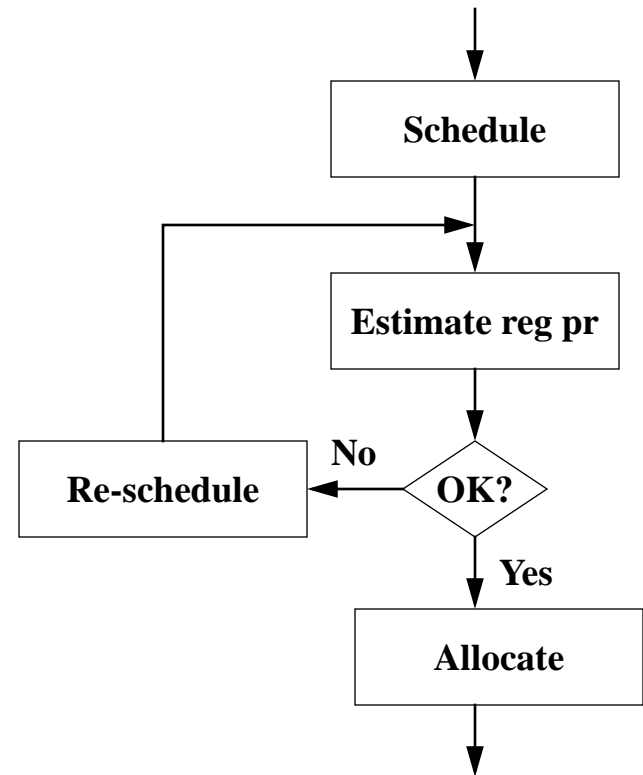 Schedule
Estimate reg pr
No
Re-schedule
OK?
Yes
Allocate